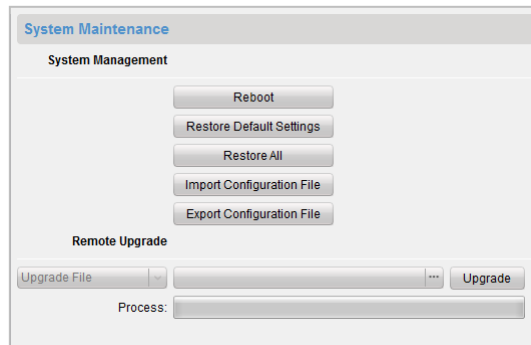 System Maintenance
System Management
Reboot
Restore Default Settings
Restore All
Import Configuration File
Export Configuration File
Remote Upgrade
Upgrade File ... Upgrade
Process: